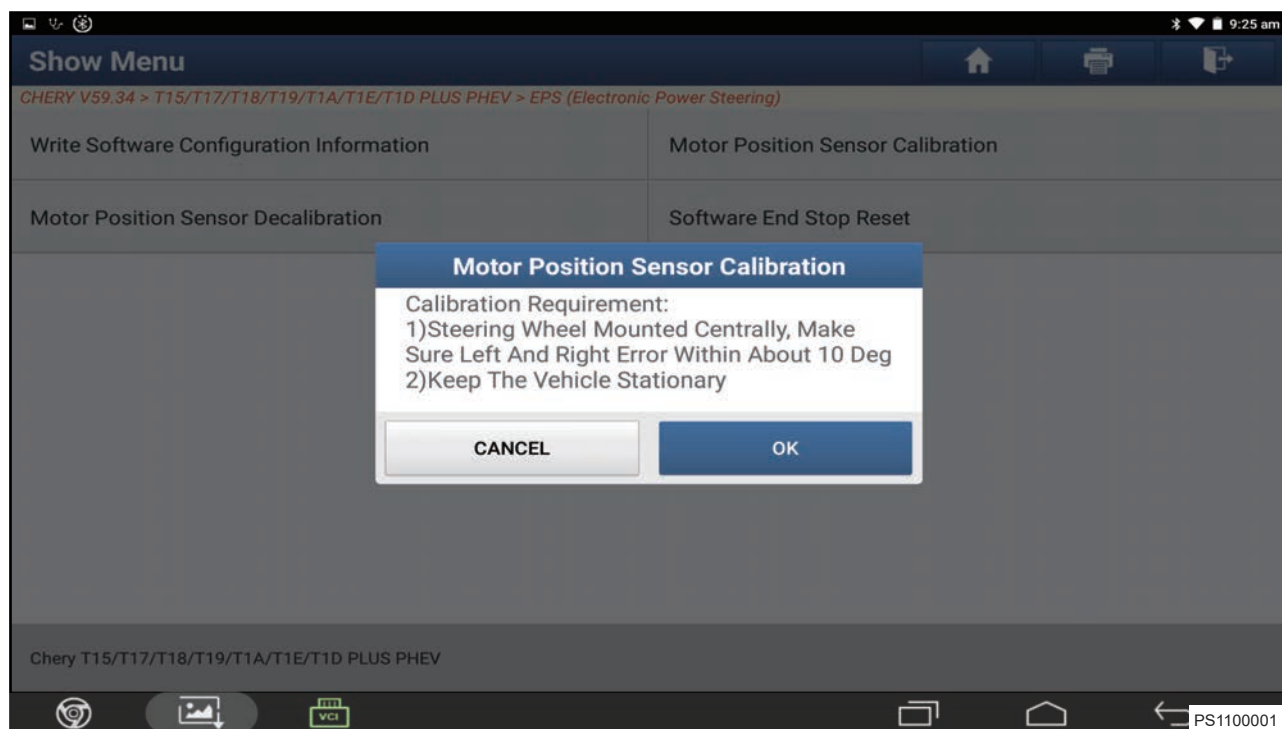 9:25 am
Show Menu
CHERY V59.34 > T15/T17/T18/T19/T1A/T1E/T1D PLUS PHEV > EPS (Electronic Power Steering)
Write Software Configuration Information
Motor Position Sensor Calibration
Motor Position Sensor Decalibration
Software End Stop Reset
Motor Position Sensor Calibration
Calibration Requirement:
1)Steering Wheel Mounted Centrally, Make
Sure Left And Right Error Within About 10 Deg
2)Keep The Vehicle Stationary
CANCEL
OK
Chery T15/T17/T18/T19/T1A/T1E/T1D PLUS PHEV
VCI
PS1100001